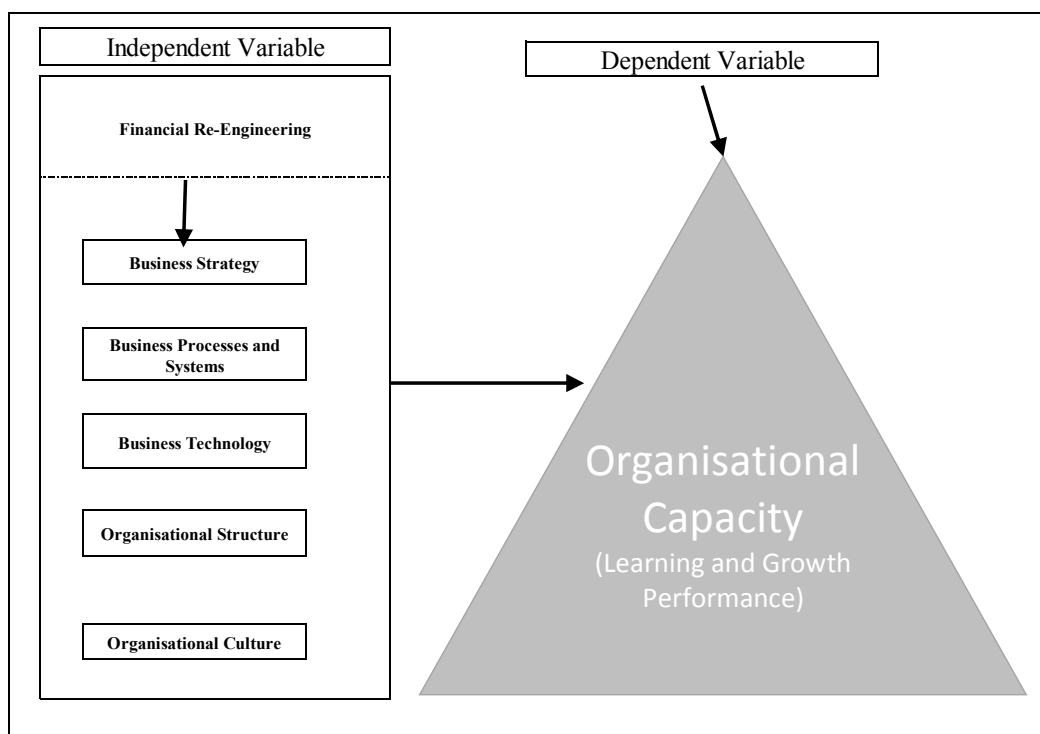 Independent Variable
Financial Re-Engineering
Business Strategy
Business Processes and
Systems
Business Technology
Organisational Structure
Organisational Culture
Dependent Variable
Organisational
Capacity
(Learning and Growth
Performance)